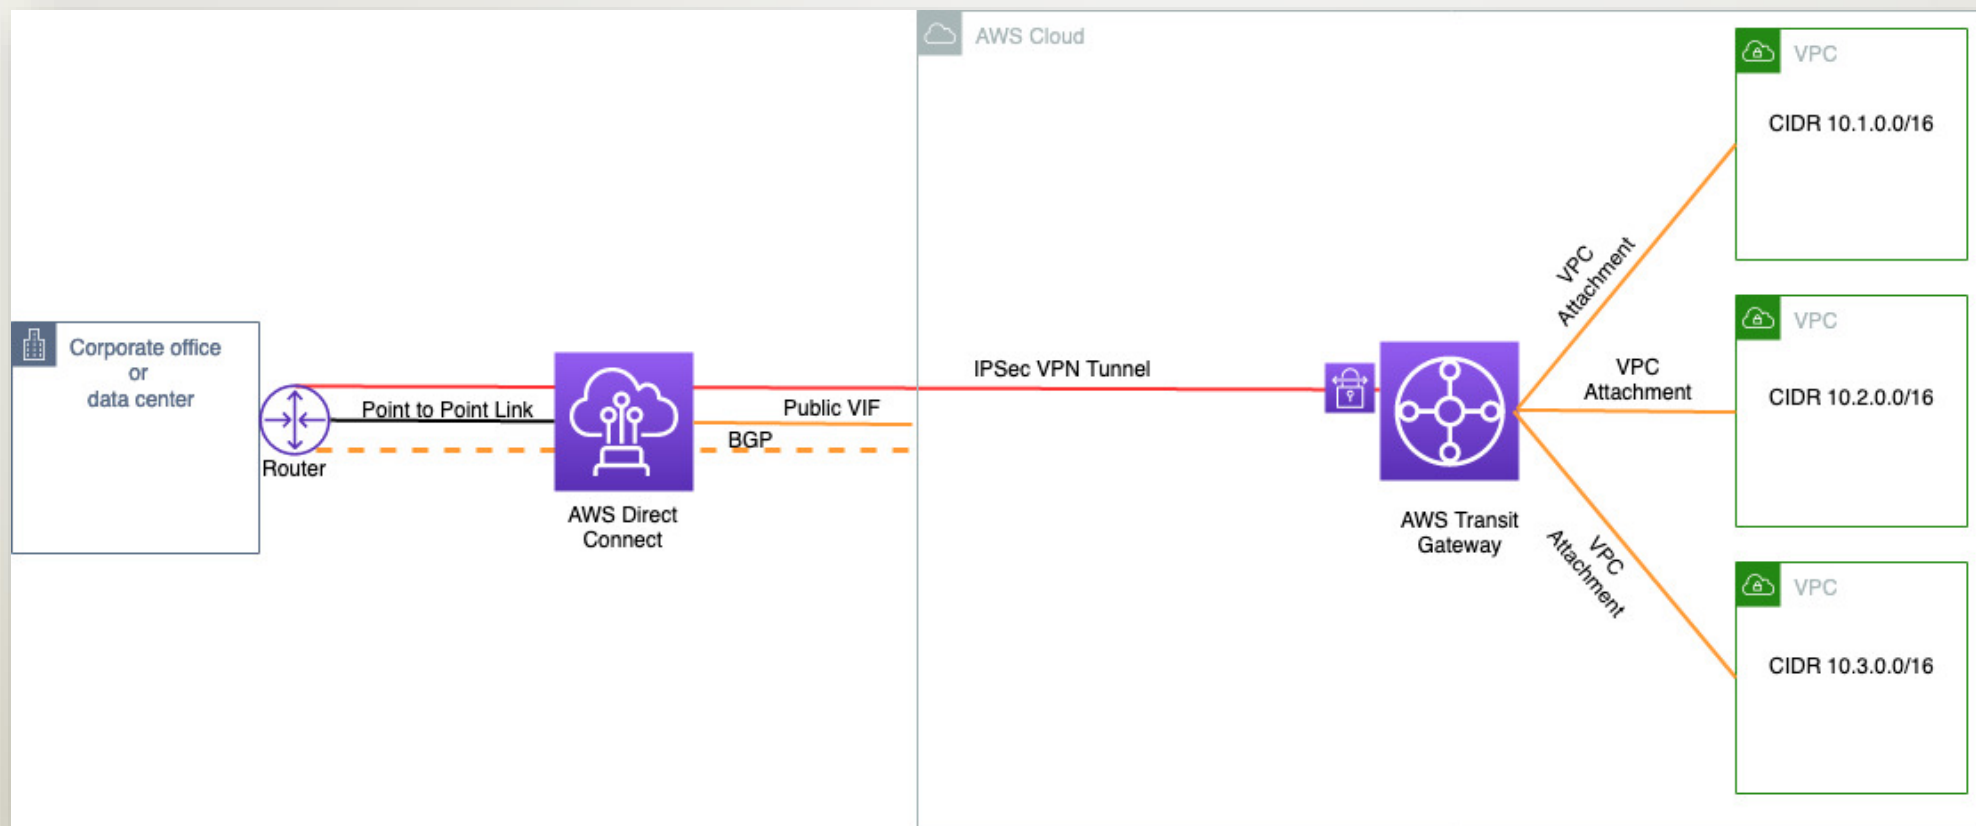 AWS Cloud
VPC
CIDR 10.1.0.0/16
VPC
Attachment
VPC
CIDR 10.2.0.0/16
VPC
Attachment
IPSec VPN Tunnel
Corporate office
or
data center
Point to Point Link
Public VIF
BGP
Router
AWS Direct
Connect
AWS Transit
Gateway
VPC
Attachment
VPC
CIDR 10.3.0.0/16